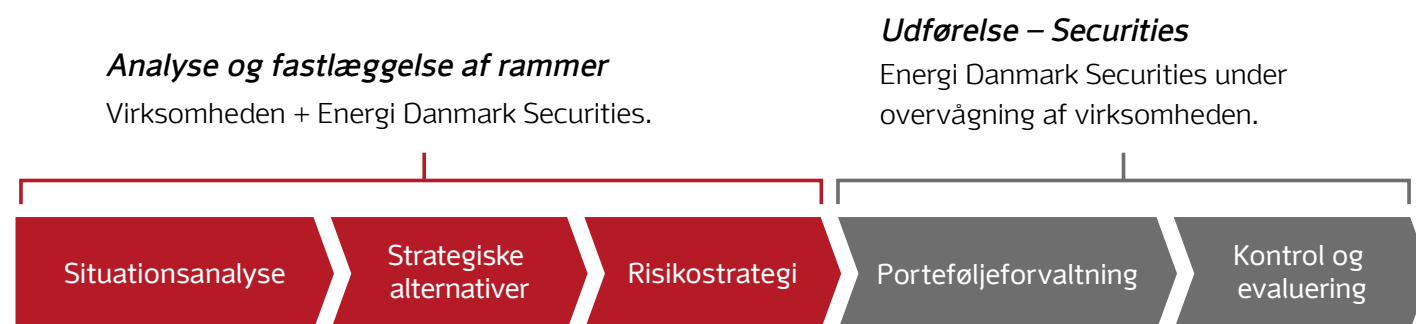 Analyse og fastlæggelse af rammer
Virksomheden + Energi Danmark Securities.
Udførelse – Securities
Energi Danmark Securities under
overvågning af virksomheden.
Situationsanalyse
Strategiske
alternativer
Risikostrategi
Porteføljeforvaltning
Kontrol og
evaluering